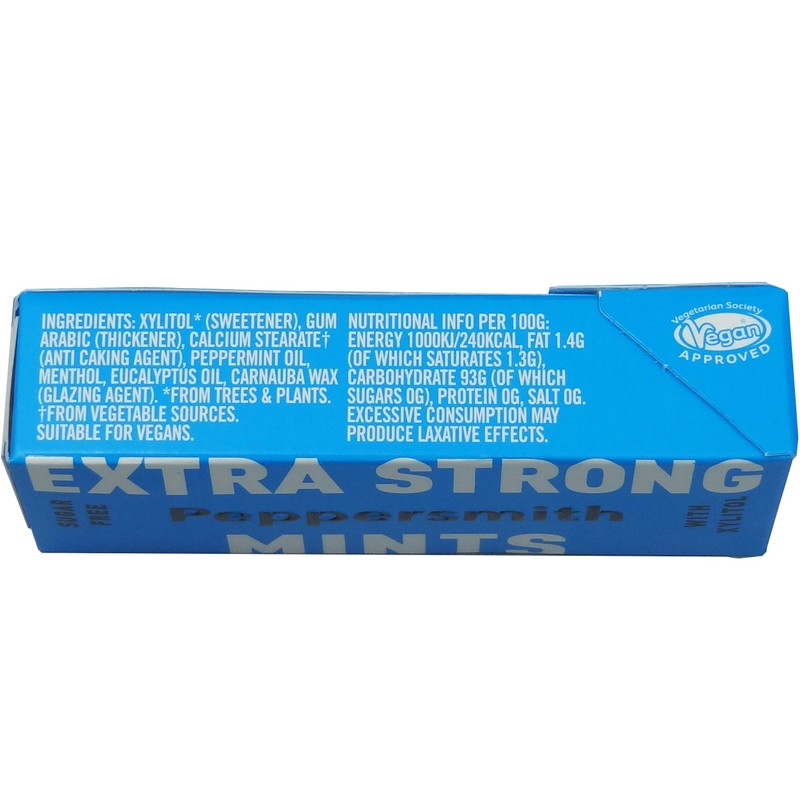 INGREDIENTS: XYLITOL* (SWEETENER), GUM
ARABIC (THICKENER), CALCIUM STEARATE†
(ANTI CAKING AGENT), PEPPERMINT OIL,
MENTHOL, EUCALYPTUS OIL, CARNAUBA WAX
(GLAZING AGENT). *FROM TREES & PLANTS.
†FROM VEGETABLE SOURCES.
SUITABLE FOR VEGANS.
NUTRITIONAL INFO PER 100G:
ENERGY 1000KJ/240KCAL, FAT 1.4G
(OF WHICH SATURATES 1.3G),
CARBOHYDRATE 93G (OF WHICH
SUGARS 0G), PROTEIN 0G, SALT 0G.
EXCESSIVE CONSUMPTION MAY
PRODUCE LAXATIVE EFFECTS.
Vegetarian Society
Vegan
APPROVED
EXTRA STRONG
SUGAR
FREE
Peppersmith
WITH
XYLITOL
MINTS